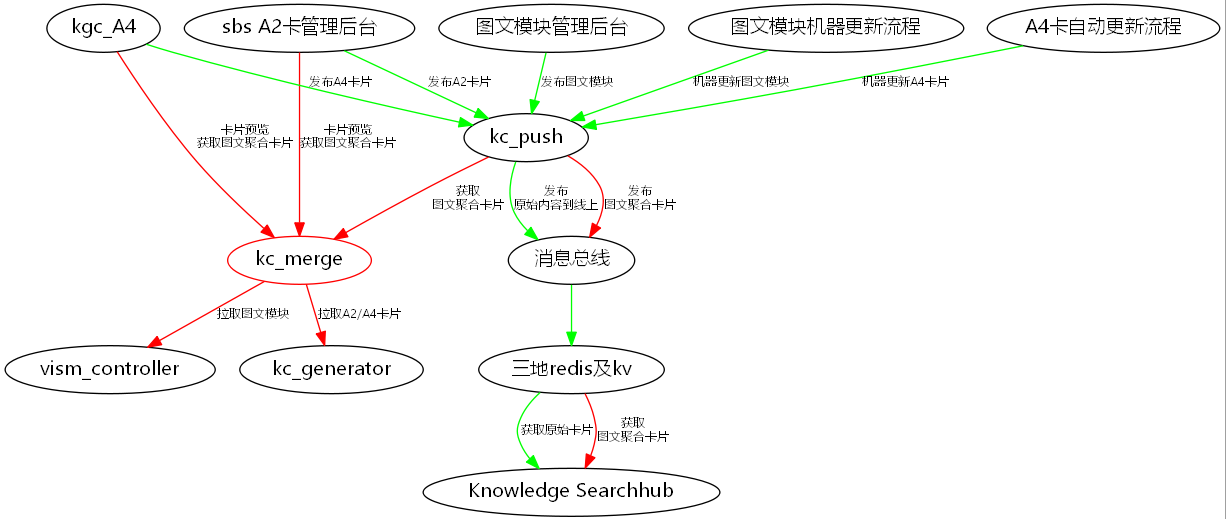 kgc_A4
sbs A2卡管理后台
图文模块管理后台
图文模块机器更新流程
A4卡自动更新流程
发布A4卡片
发布A2卡片
发布图文模块
机器更新图文模块
机器更新A4卡片
卡片预览
获取图文聚合卡片
卡片预览
获取图文聚合卡片
kc_push
获取
图文聚合卡片
发布
原始内容到线上
发布
图文聚合卡片
kc_merge
消息总线
拉取图文模块
拉取A2/A4卡片
vism_controller
kc_generator
三地redis及kv
获取原始卡片
获取
图文聚合卡片
Knowledge Searchhub